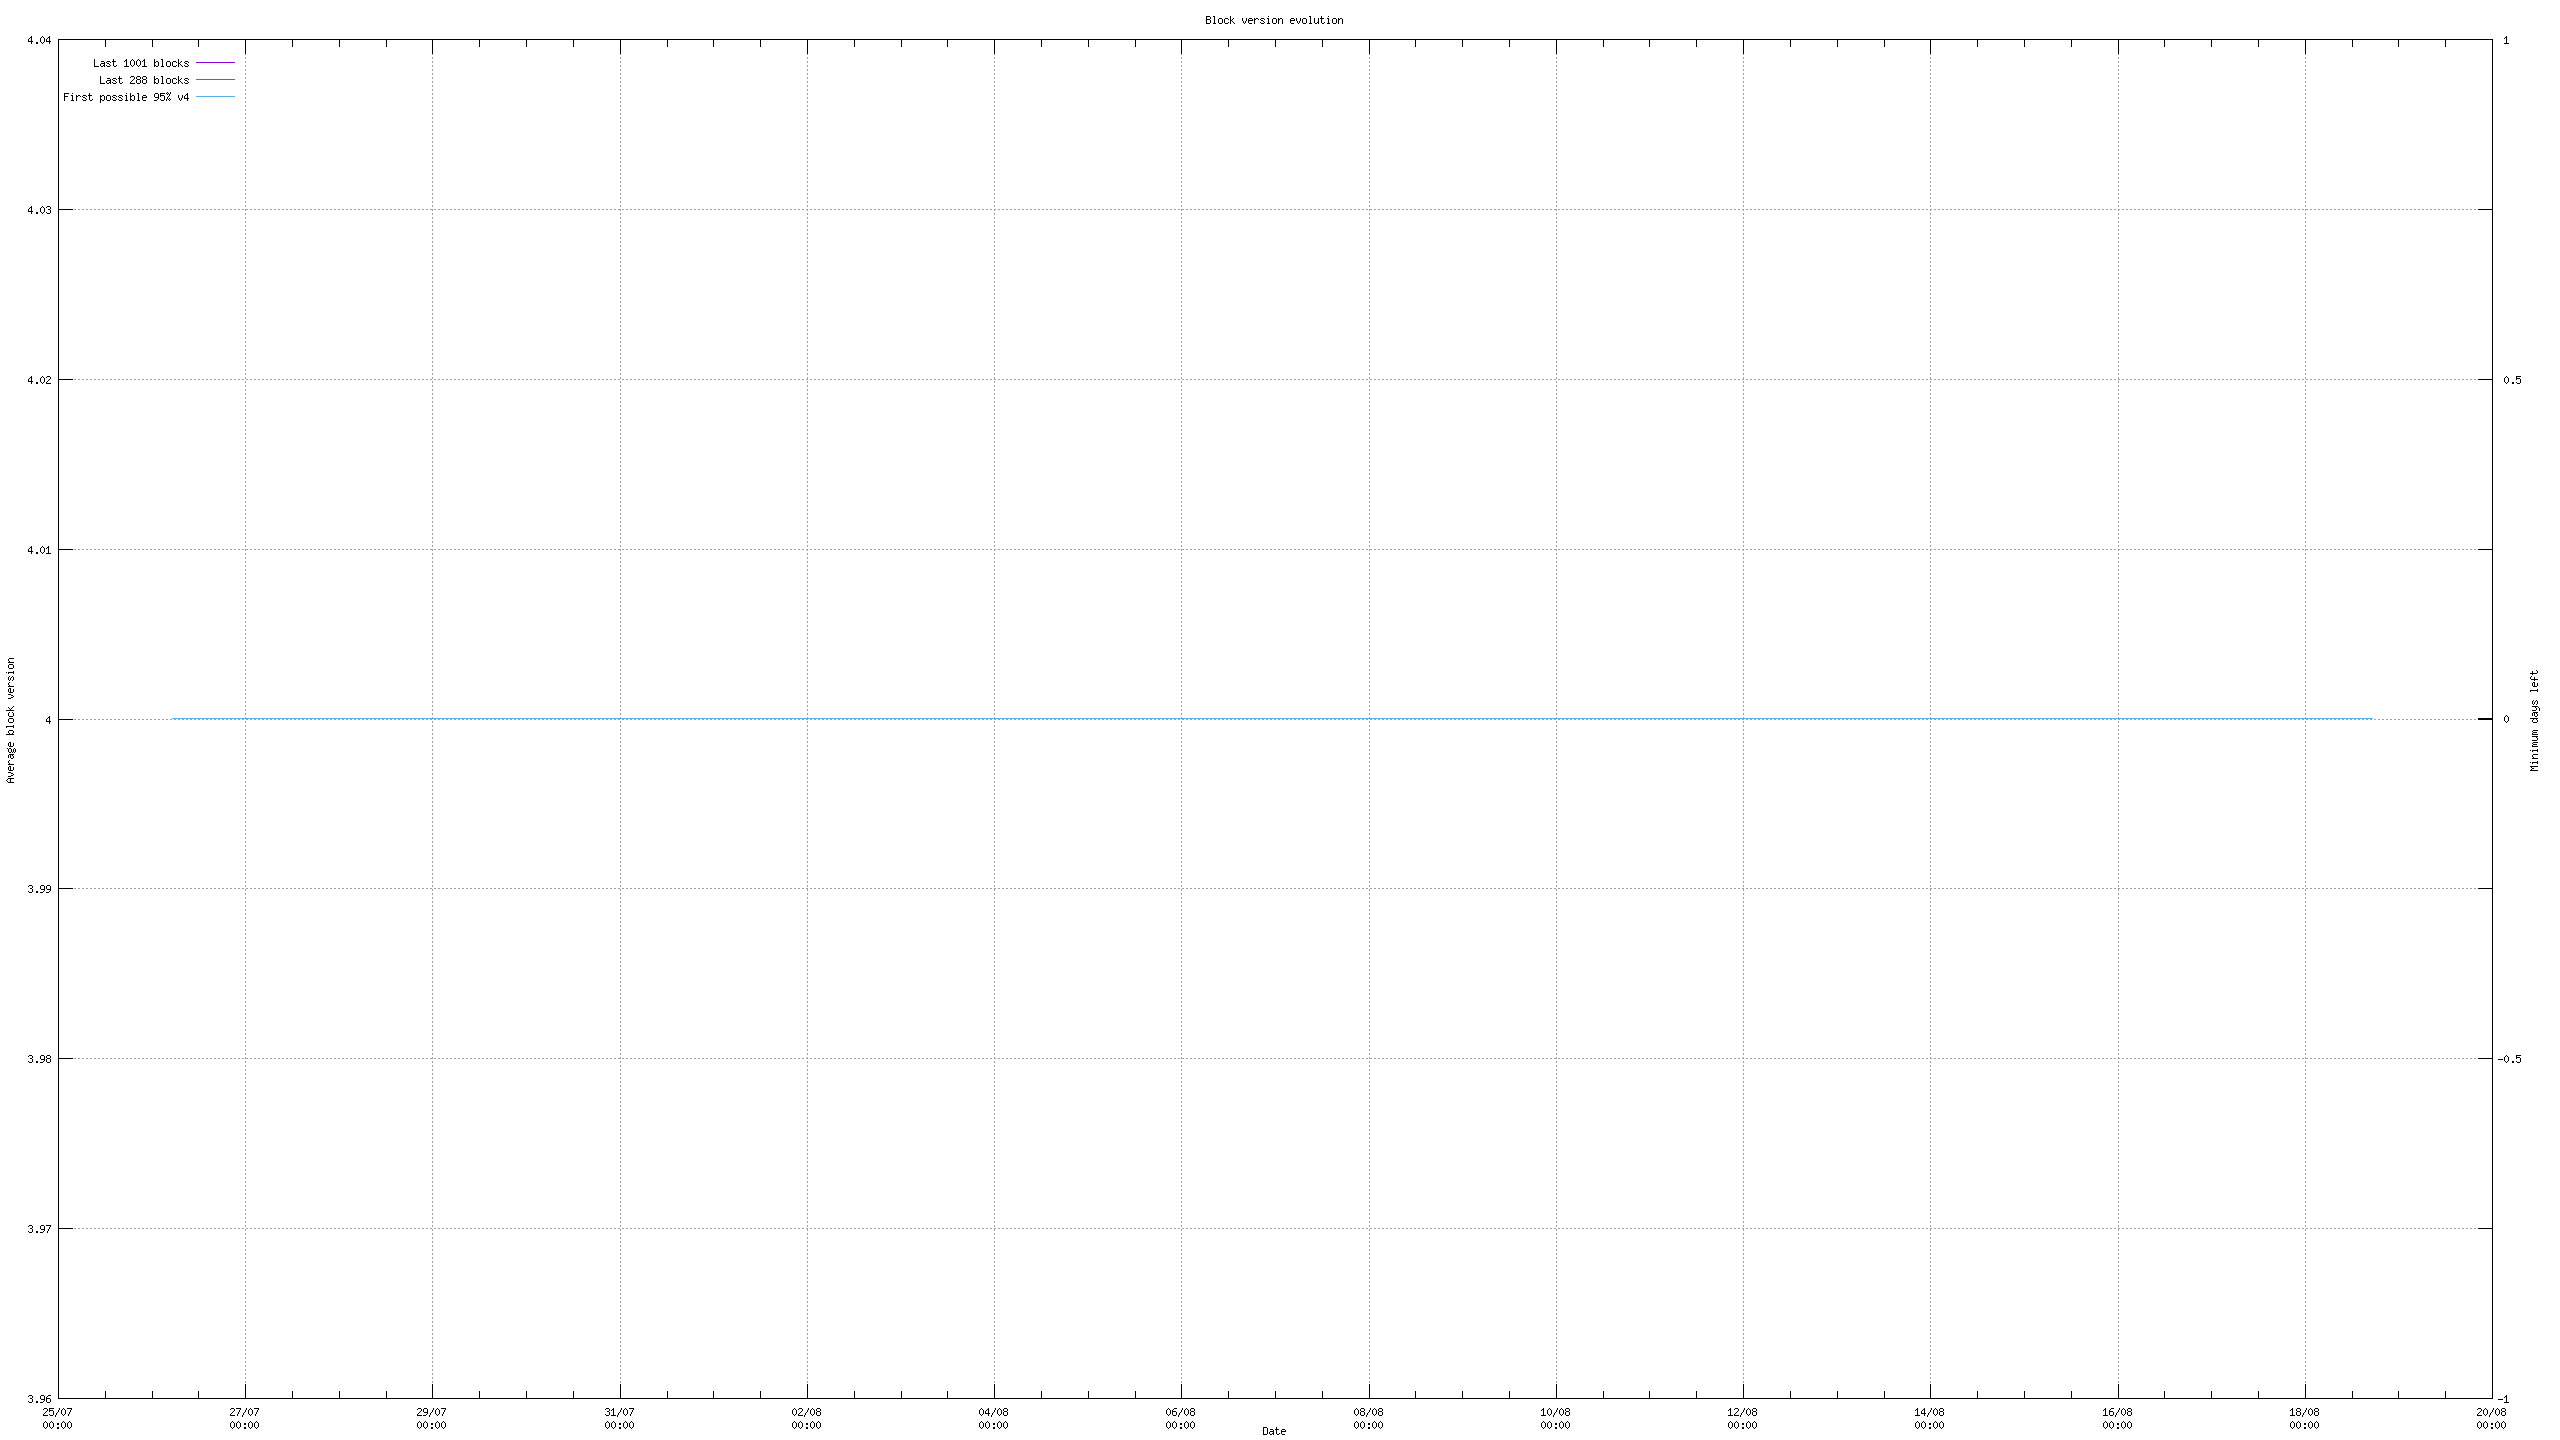 Block version evolution
4.04
4.03
4.02
4.01
4
3.99
3.98
3.97
3.96
1
0.5
0
-0.5
-1
Last 1001 blocks
Last 288 blocks
First possible 95% v4
Average block version
Minimum days left
25/07 27/07 29/07 31/07 02/08 04/08 06/08 08/08 10/08 12/08 14/08 16/08 18/08 20/08
00:00 00:00 00:00 00:00 00:00 00:00 00:00 00:00 00:00 00:00 00:00 00:00 00:00 00:00
Date